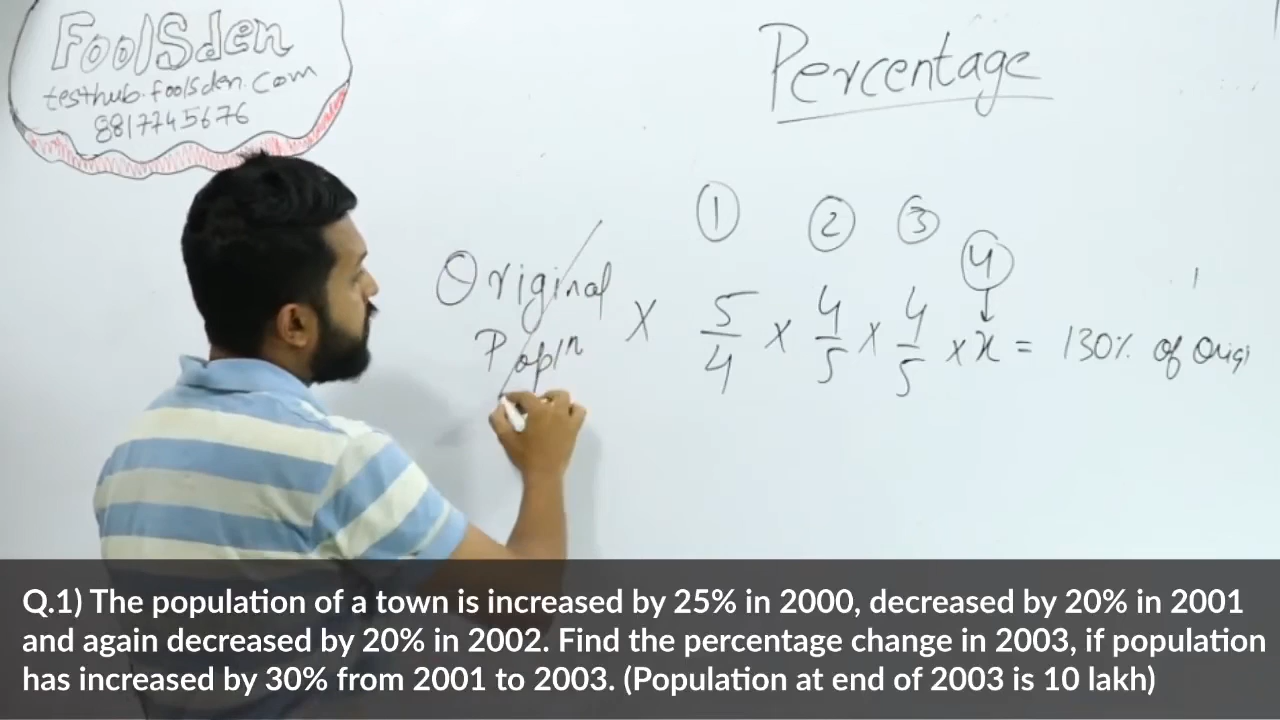 FoolSden
testhub.foolsden.com
8817745676
Percentage
① ② ③ ④
Original Popln × 5/4 × 4/5 × 4/5 × x = 130% of Origi
Q.1) The population of a town is increased by 25% in 2000, decreased by 20% in 2001
and again decreased by 20% in 2002. Find the percentage change in 2003, if population
has increased by 30% from 2001 to 2003. (Population at end of 2003 is 10 lakh)